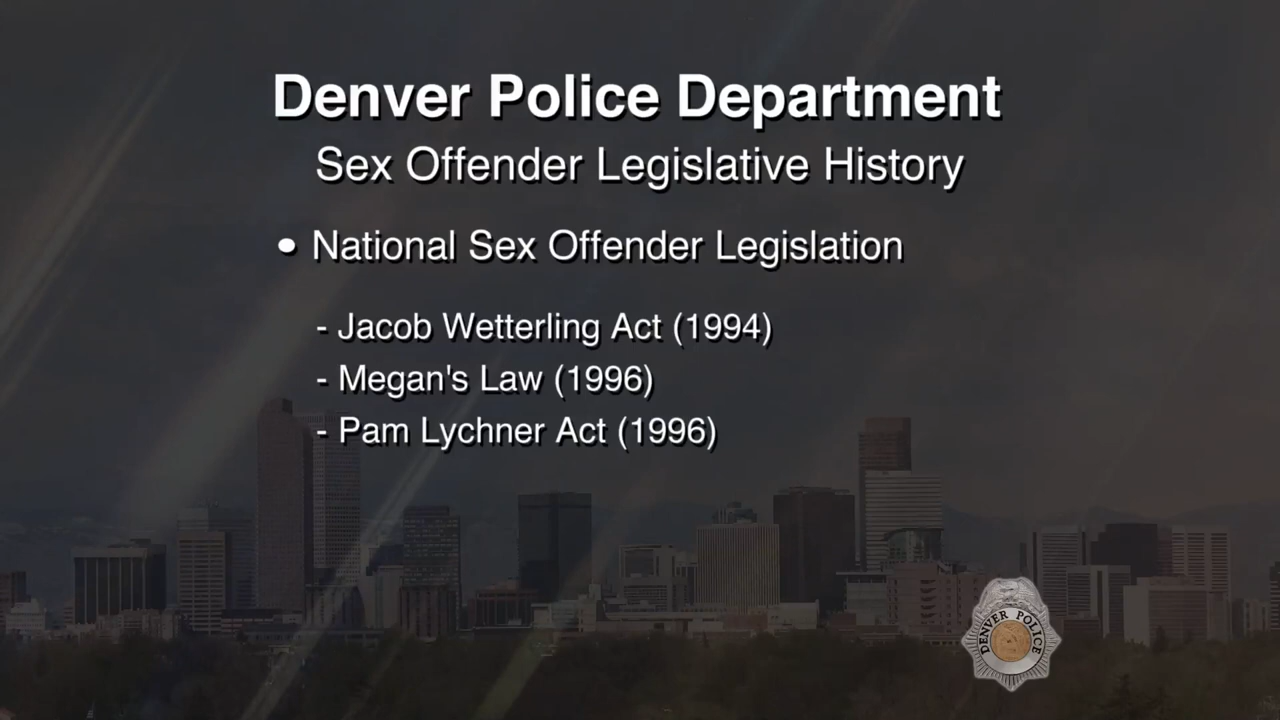 Denver Police Department
Sex Offender Legislative History
• National Sex Offender Legislation
- Jacob Wetterling Act (1994)
- Megan's Law (1996)
- Pam Lychner Act (1996)
DENVER POLICE